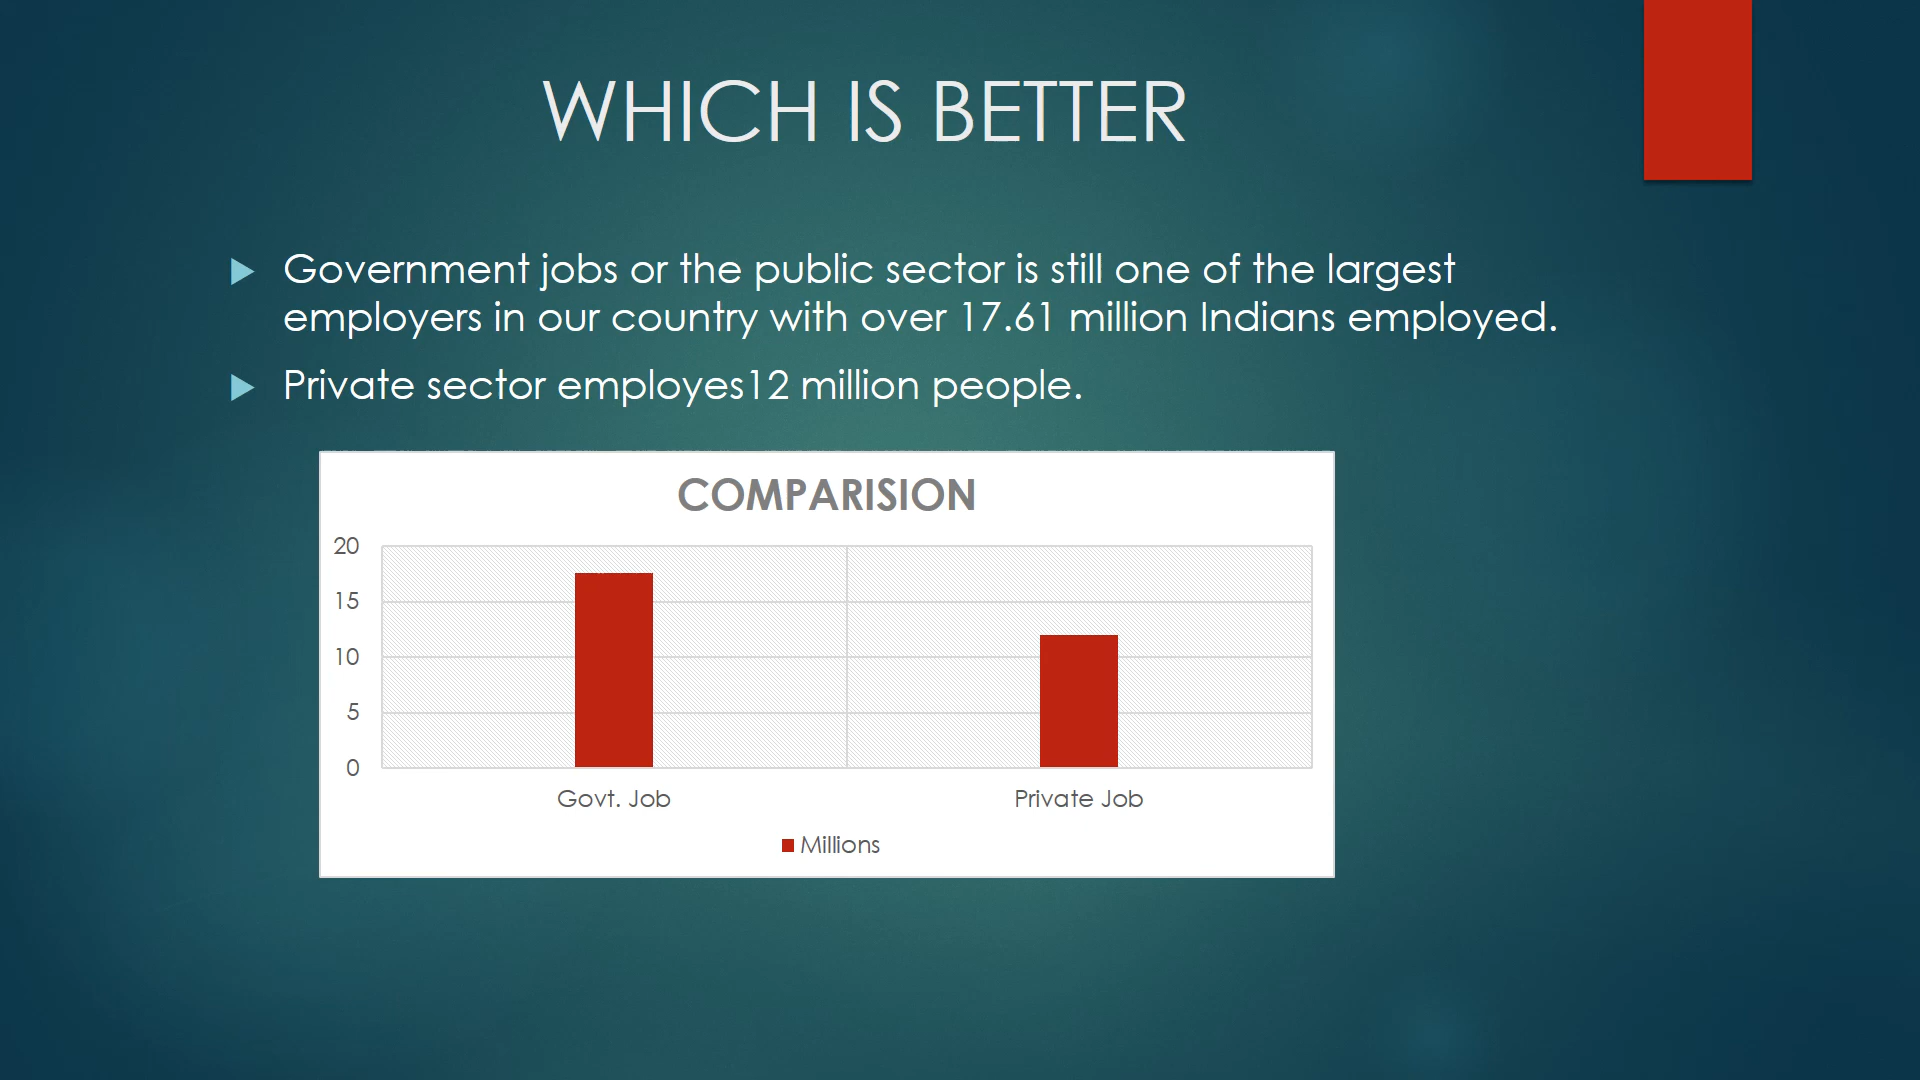 WHICH IS BETTER
Government jobs or the public sector is still one of the largest
employers in our country with over 17.61 million Indians employed.
Private sector employes12 million people.
COMPARISION
20
15
10
5
0
Govt. Job
Private Job
Millions